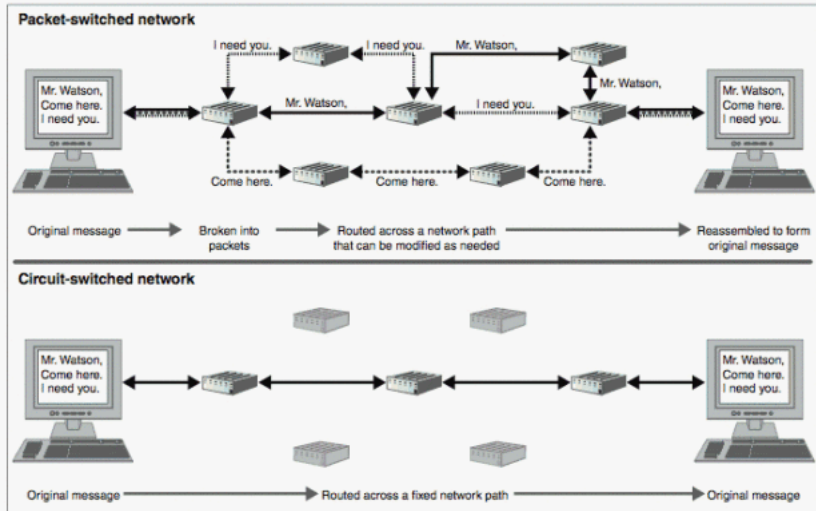 Packet-switched network
I need you.
I need you.
Mr. Watson,
Mr. Watson,
Come here.
I need you.
Mr. Watson,
I need you.
Mr. Watson,
Mr. Watson,
Come here.
I need you.
Come here.
Come here.
Come here.
Original message
Broken into
packets
Routed across a network path
that can be modified as needed
Reassembled to form
original message
Circuit-switched network
Mr. Watson,
Come here.
I need you.
Mr. Watson,
Come here.
I need you.
Original message
Routed across a fixed network path
Original message